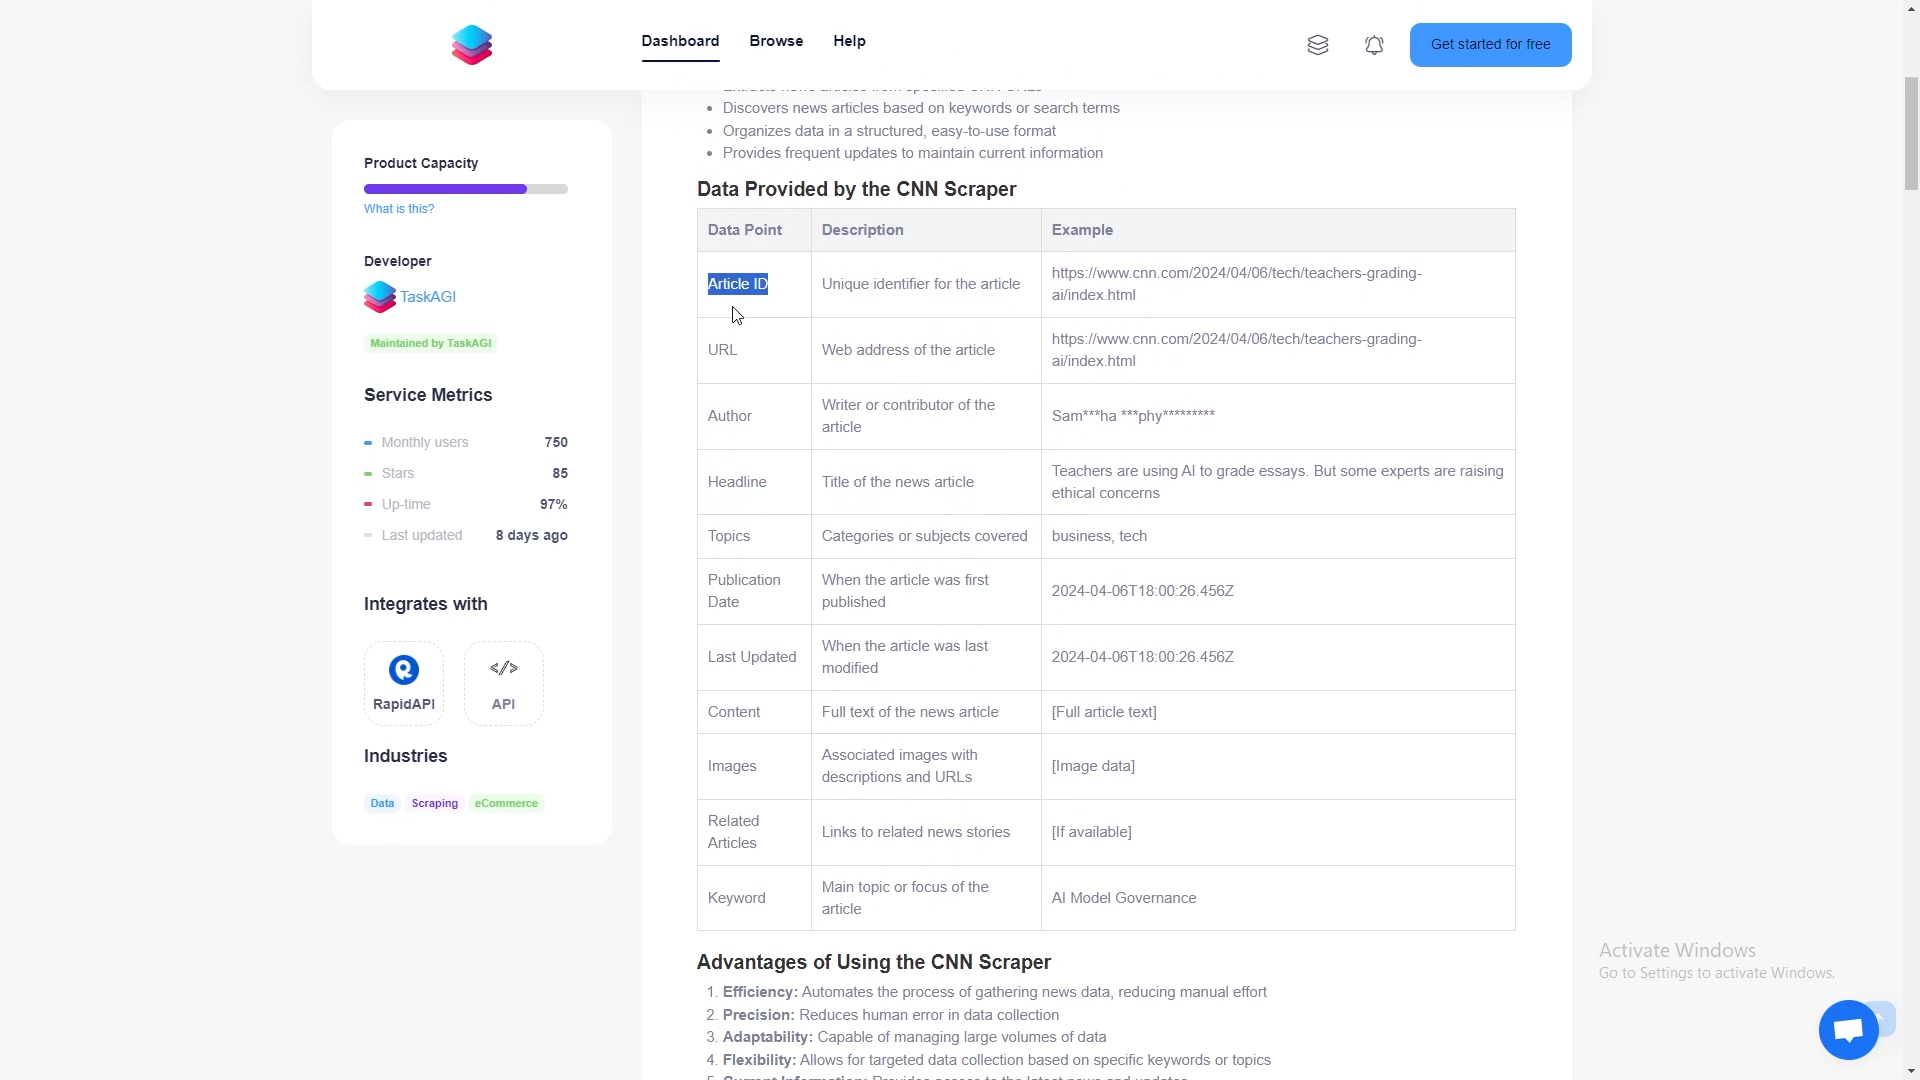 Dashboard
Browse
Help
Get started for free
Product Capacity
What is this?
Developer
TaskAGI
Maintained by TaskAGI
Service Metrics
Monthly users 750
Stars 85
Up-time 97%
Last updated 8 days ago
Integrates with
RapidAPI
</>
API
Industries
Data Scraping eCommerce
Discovers news articles based on keywords or search terms
Organizes data in a structured, easy-to-use format
Provides frequent updates to maintain current information
Data Provided by the CNN Scraper
Data Point Description Example
Article ID
Unique identifier for the article
https://www.cnn.com/2024/04/06/tech/teachers-grading-
ai/index.html
URL
Web address of the article
https://www.cnn.com/2024/04/06/tech/teachers-grading-
ai/index.html
Author
Writer or contributor of the
article
Sam***ha ***phy*********
Headline
Title of the news article
Teachers are using AI to grade essays. But some experts are raising
ethical concerns
Topics
Categories or subjects covered
business, tech
Publication
Date
When the article was first
published
2024-04-06T18:00:26.456Z
Last Updated
When the article was last
modified
2024-04-06T18:00:26.456Z
Content
Full text of the news article
[Full article text]
Images
Associated images with
descriptions and URLs
[Image data]
Related
Articles
Links to related news stories
[If available]
Keyword
Main topic or focus of the
article
AI Model Governance
Advantages of Using the CNN Scraper
1. Efficiency: Automates the process of gathering news data, reducing manual effort
2. Precision: Reduces human error in data collection
3. Adaptability: Capable of managing large volumes of data
4. Flexibility: Allows for targeted data collection based on specific keywords or topics
Activate Windows
Go to Settings to activate Windows.